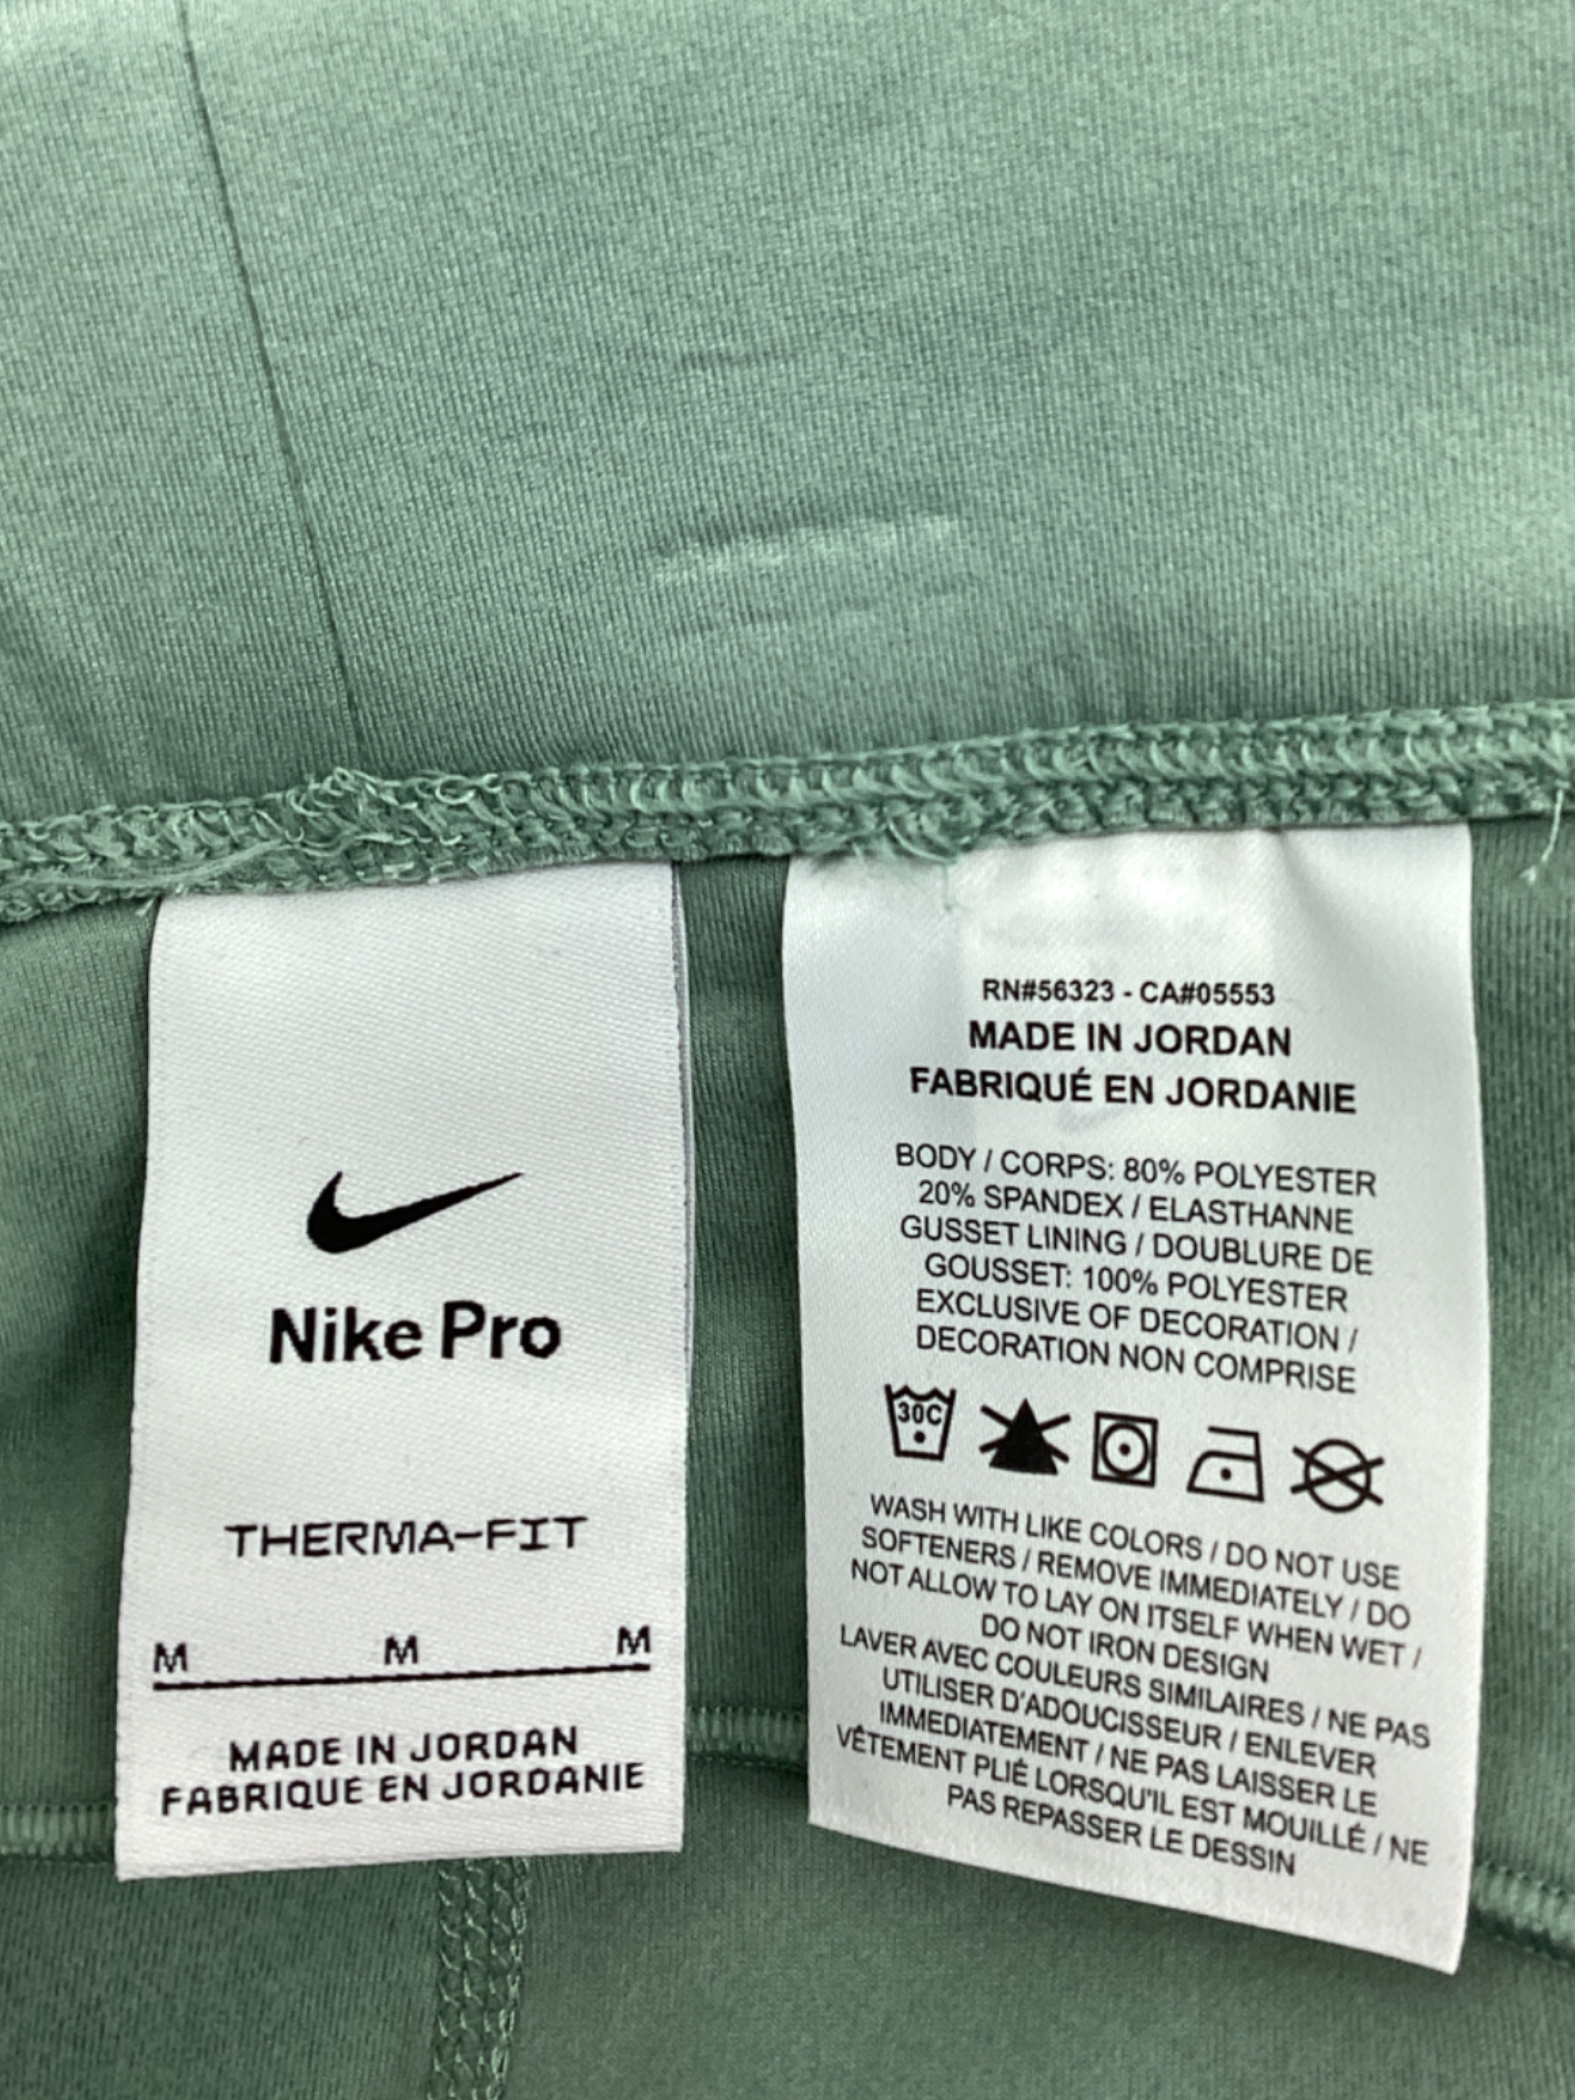 Nike Pro
THERMA-FIT
M M M
MADE IN JORDAN
FABRIQUE EN JORDANIE
RN#56323 - CA#05553
MADE IN JORDAN
FABRIQUÉ EN JORDANIE
BODY / CORPS: 80% POLYESTER
20% SPANDEX / ELASTHANNE
GUSSET LINING / DOUBLURE DE
GOUSSET: 100% POLYESTER
EXCLUSIVE OF DECORATION /
DECORATION NON COMPRISE
30C
WASH WITH LIKE COLORS / DO NOT USE
SOFTENERS / REMOVE IMMEDIATELY / DO
NOT ALLOW TO LAY ON ITSELF WHEN WET /
DO NOT IRON DESIGN
LAVER AVEC COULEURS SIMILAIRES / NE PAS
UTILISER D'ADOUCISSEUR / ENLEVER
IMMEDIATEMENT / NE PAS LAISSER LE
VÊTEMENT PLIÉ LORSQU'IL EST MOUILLÉ / NE
PAS REPASSER LE DESSIN